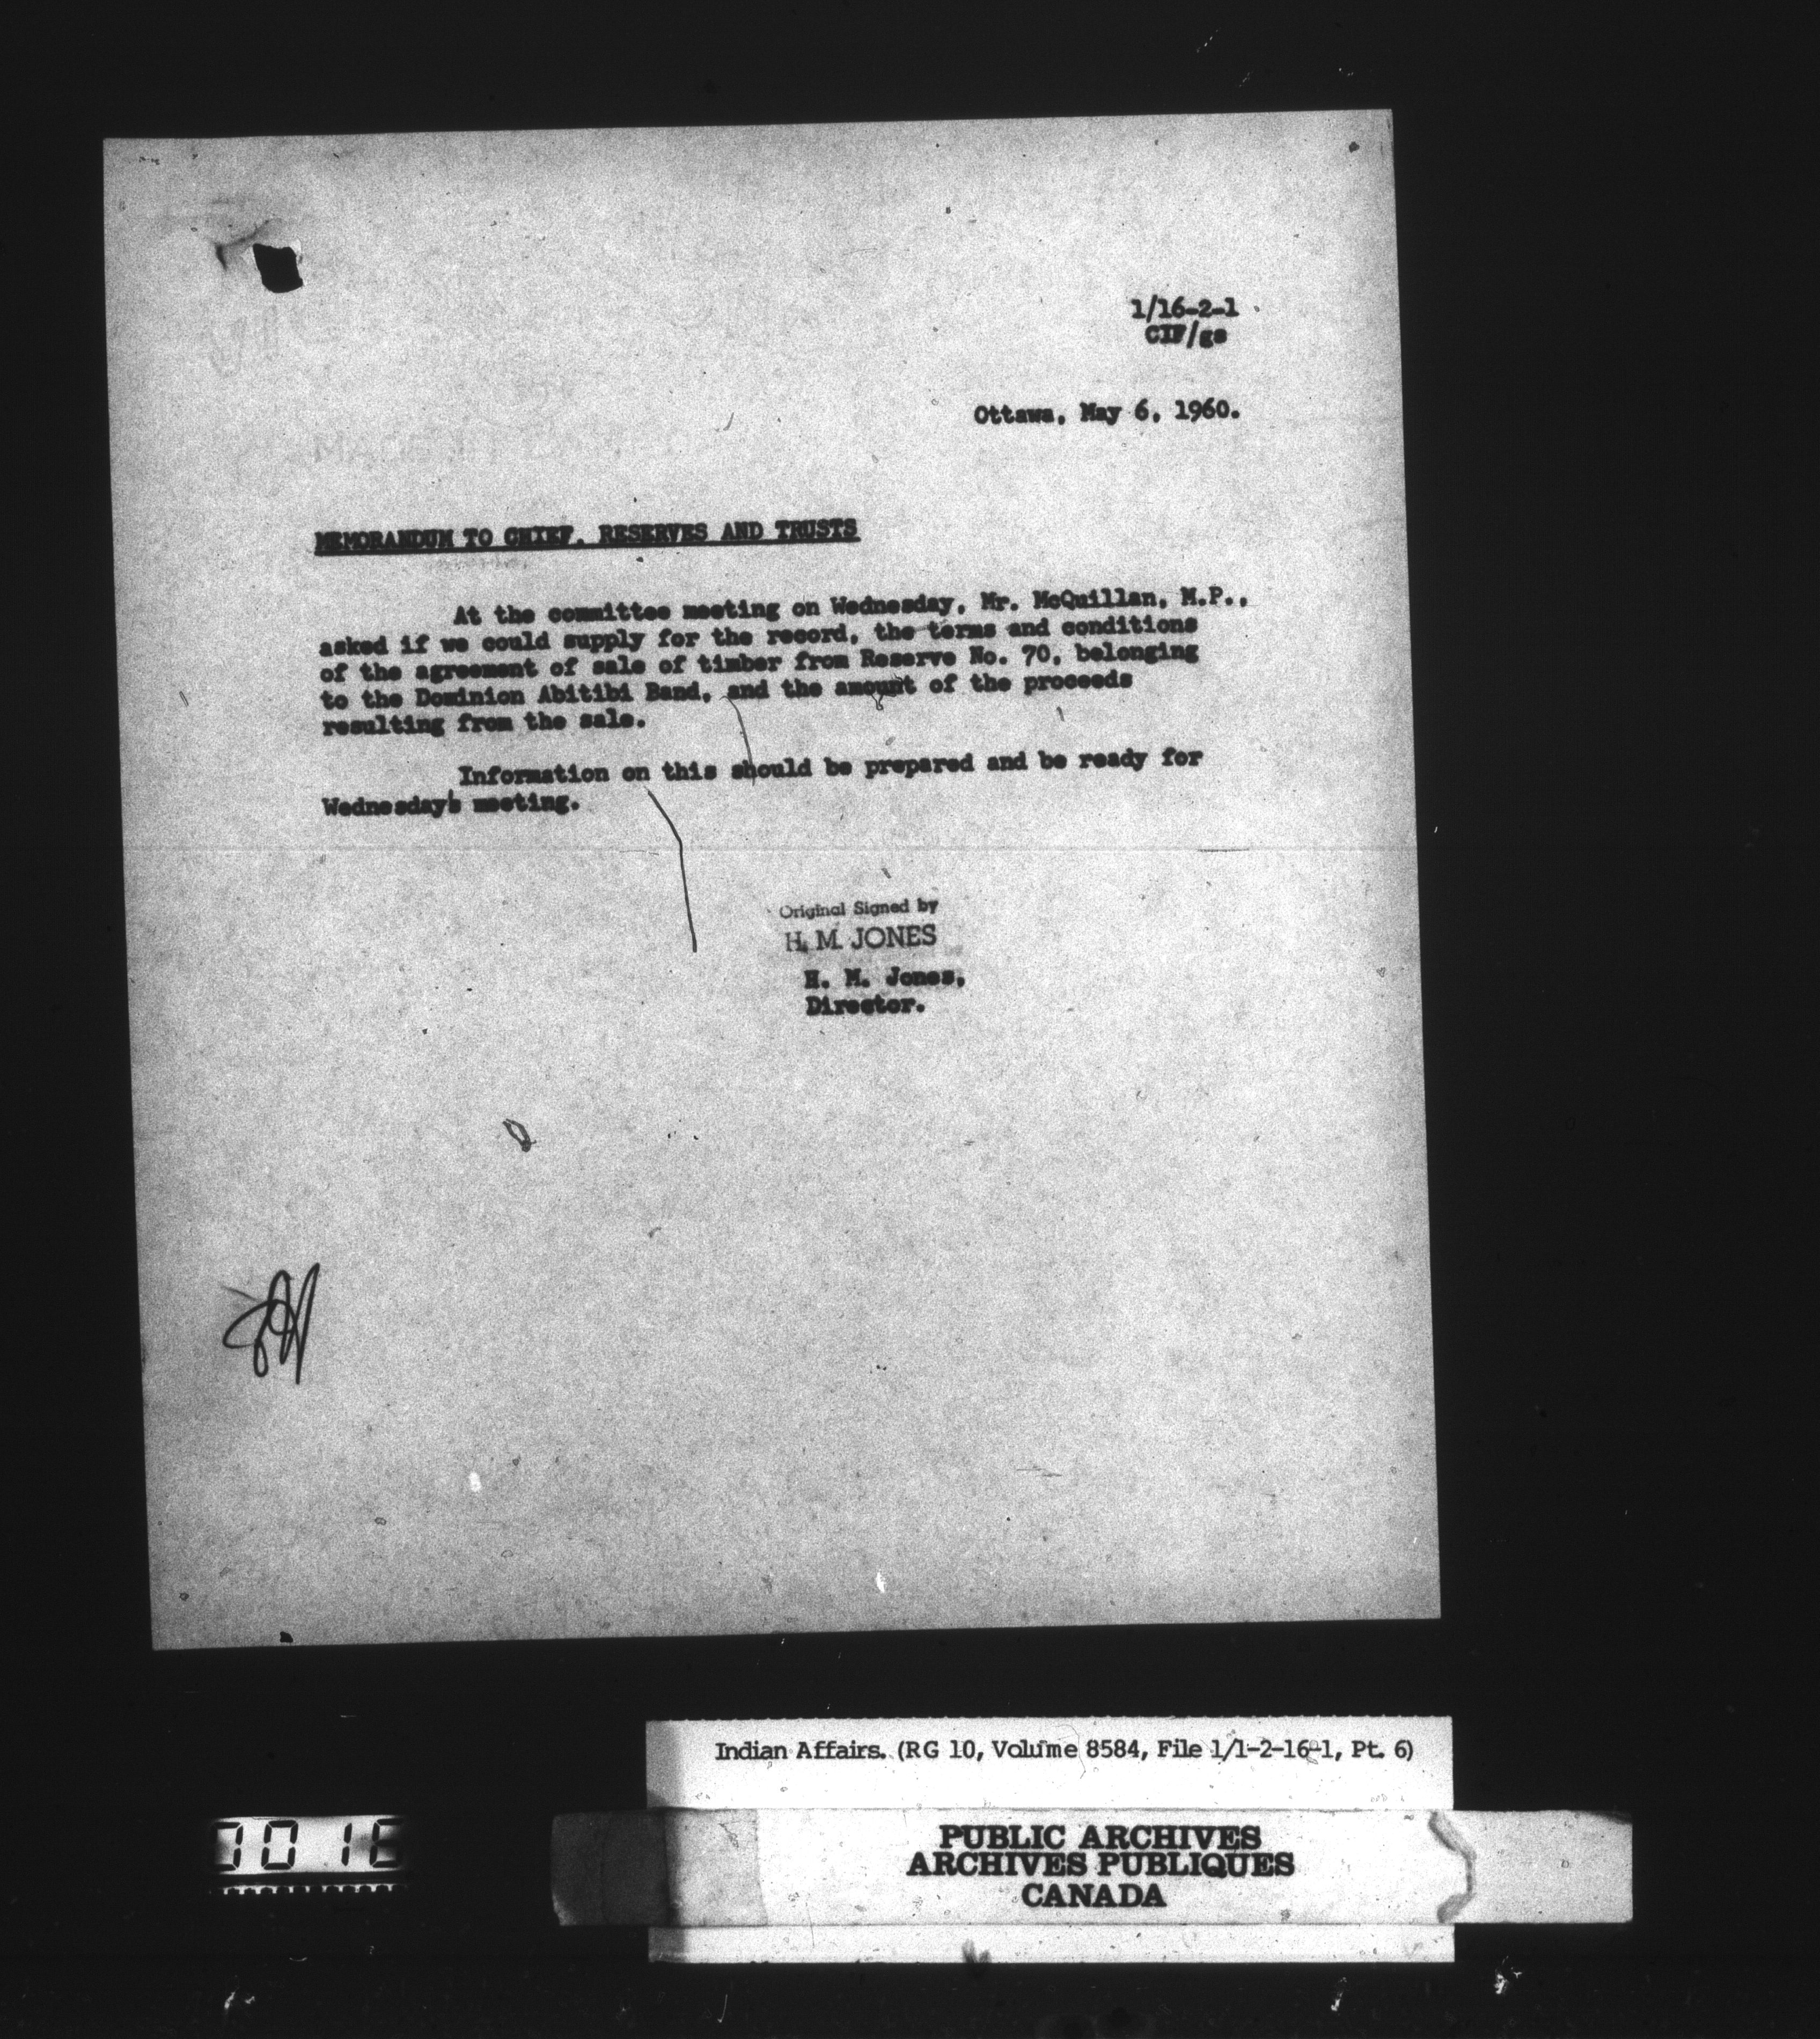 1/16-2-1
CIF/gs
Ottawa, May 6, 1960.
MEMORANDUM TO CHIEF, RESERVES AND TRUSTS
At the committee meeting on Wednesday, Mr. McQuillan, M.P.,
asked if we could supply for the record, the terms and conditions
of the agreement of sale of timber from Reserve No. 70, belonging
to the Dominion Abitibi Band, and the amount of the proceeds
resulting from the sale.
Information on this should be prepared and be ready for
Wednesday's meeting.
Original Signed by
H. M. JONES
H. M. Jones,
Director.
Indian Affairs. (RG 10, Volume 8584, File 1/1-2-16-1, Pt. 6)
PUBLIC ARCHIVES
ARCHIVES PUBLIQUES
CANADA